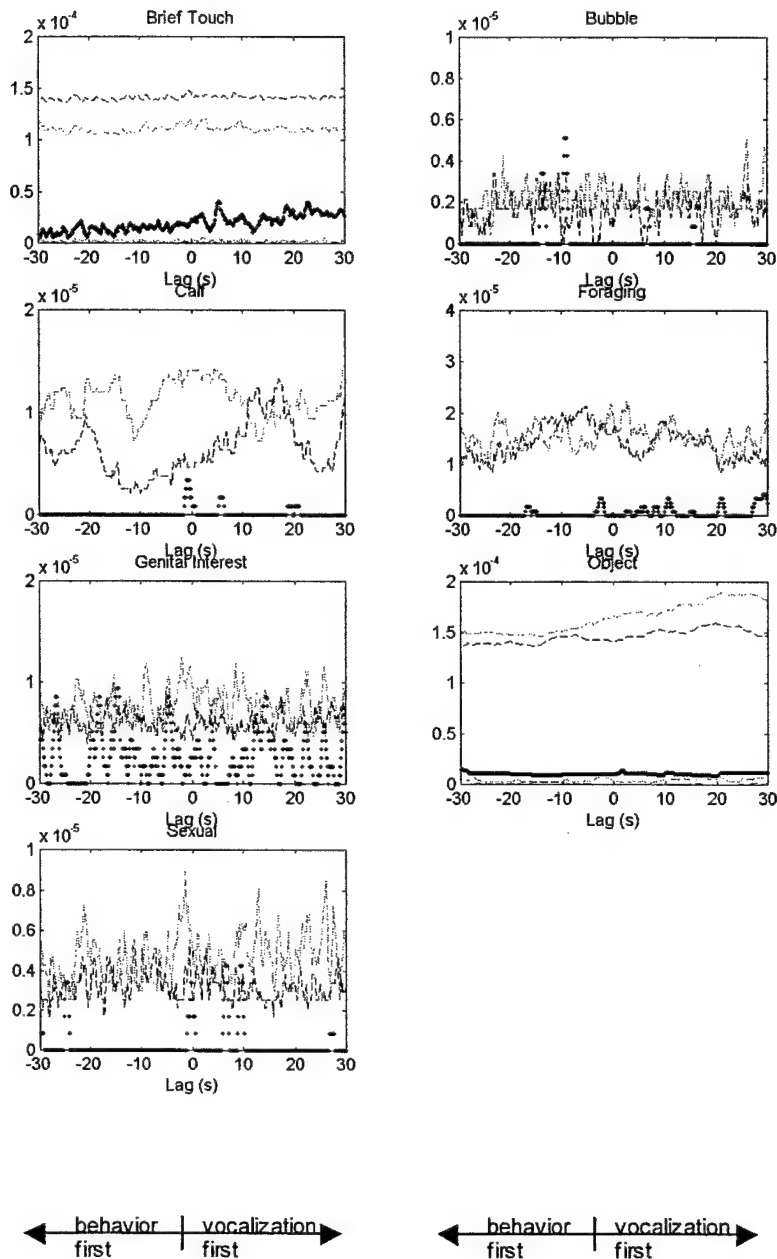 x 10⁻⁴ Brief Touch
2
1.5
1
0.5
0
-30 -20 -10 0 10 20 30
Lag (s)
x 10⁻⁵ Bubble
1
0.8
0.6
0.4
0.2
0
-30 -20 -10 0 10 20 30
Lag (s)
x 10⁻⁵ Calf
2
1
0
-30 -20 -10 0 10 20 30
Lag (s)
x 10⁻⁵ Foraging
4
3
2
1
0
-30 -20 -10 0 10 20 30
Lag (s)
x 10⁻⁵ Genital Interest
2
1.5
1
0.5
0
-30 -20 -10 0 10 20 30
Lag (s)
x 10⁻⁴ Object
2
1.5
1
0.5
0
-30 -20 -10 0 10 20 30
Lag (s)
x 10⁻⁵ Sexual
1
0.8
0.6
0.4
0.2
0
-30 -20 -10 0 10 20 30
Lag (s)
behavior vocalization
first first
behavior vocalization
first first